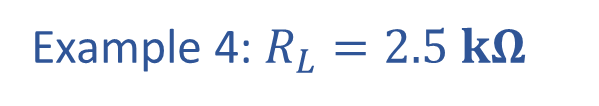 Example 4: R_L = 2.5 kΩ